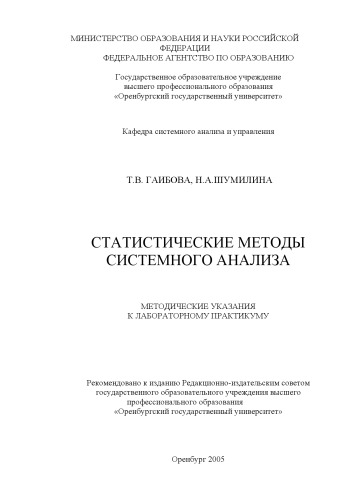 МИНИСТЕРСТВО ОБРАЗОВАНИЯ И НАУКИ РОССИЙСКОЙ
ФЕДЕРАЦИИ
ФЕДЕРАЛЬНОЕ АГЕНТСТВО ПО ОБРАЗОВАНИЮ
Государственное образовательное учреждение
высшего профессионального образования
«Оренбургский государственный университет»
Кафедра системного анализа и управления
Т.В. ГАИБОВА, Н.А.ШУМИЛИНА
СТАТИСТИЧЕСКИЕ МЕТОДЫ
СИСТЕМНОГО АНАЛИЗА
МЕТОДИЧЕСКИЕ УКАЗАНИЯ
К ЛАБОРАТОРНОМУ ПРАКТИКУМУ
Рекомендовано к изданию Редакционно-издательским советом
государственного образовательного учреждения высшего
профессионального образования
«Оренбургский государственный университет»
Оренбург 2005